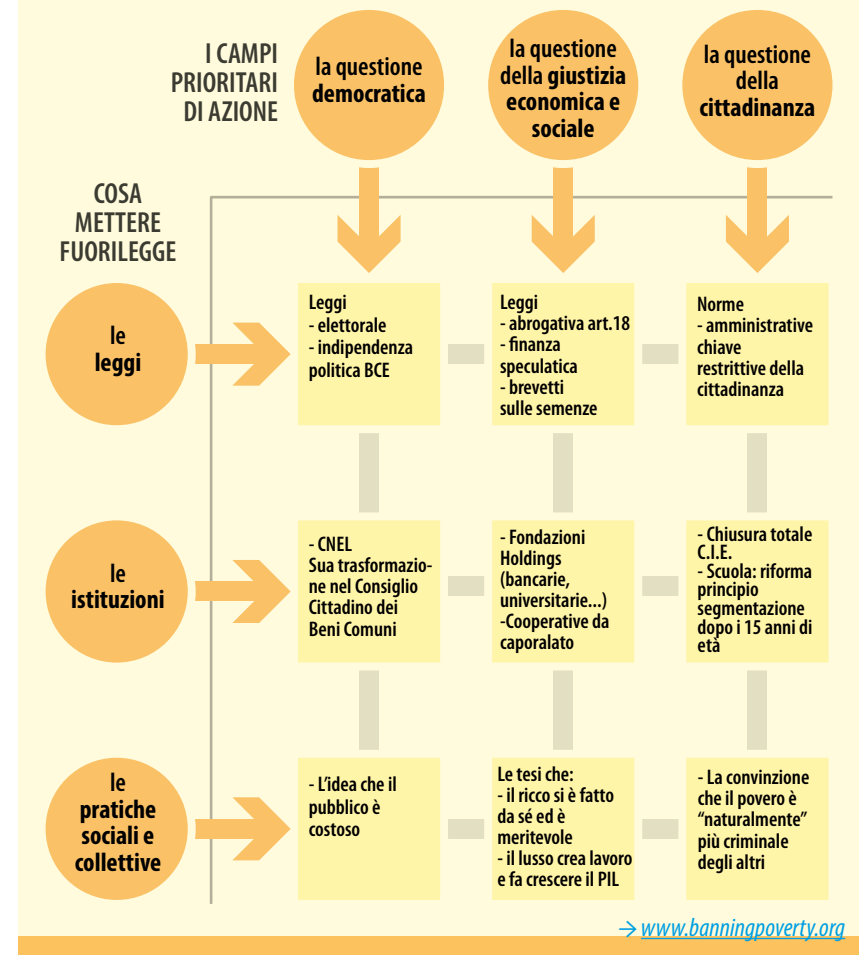 I CAMPI
PRIORITARI
DI AZIONE
la questione
democratica
la questione
della giustizia
economica e
sociale
la questione
della
cittadinanza
COSA
METTERE
FUORILEGGE
le
leggi
Leggi
- elettorale
- indipendenza
politica BCE
Leggi
- abrogativa art.18
- finanza
speculatica
- brevetti
sulle semenze
Norme
- amministrative
chiave
restrittive della
cittadinanza
le
istituzioni
- CNEL
Sua trasformazio-
ne nel Consiglio
Cittadino dei
Beni Comuni
- Fondazioni
Holdings
(bancarie,
universitarie...)
-Cooperative da
caporalato
- Chiusura totale
C.I.E.
- Scuola: riforma
principio
segmentazione
dopo i 15 anni di
età
le
pratiche
sociali e
collettive
- L'idea che il
pubblico è
costoso
Le tesi che:
- il ricco si è fatto
da sé ed è
meritevole
- il lusso crea lavoro
e fa crescere il PIL
- La convinzione
che il povero è
“naturalmente”
più criminale
degli altri
→ www.banningpoverty.org